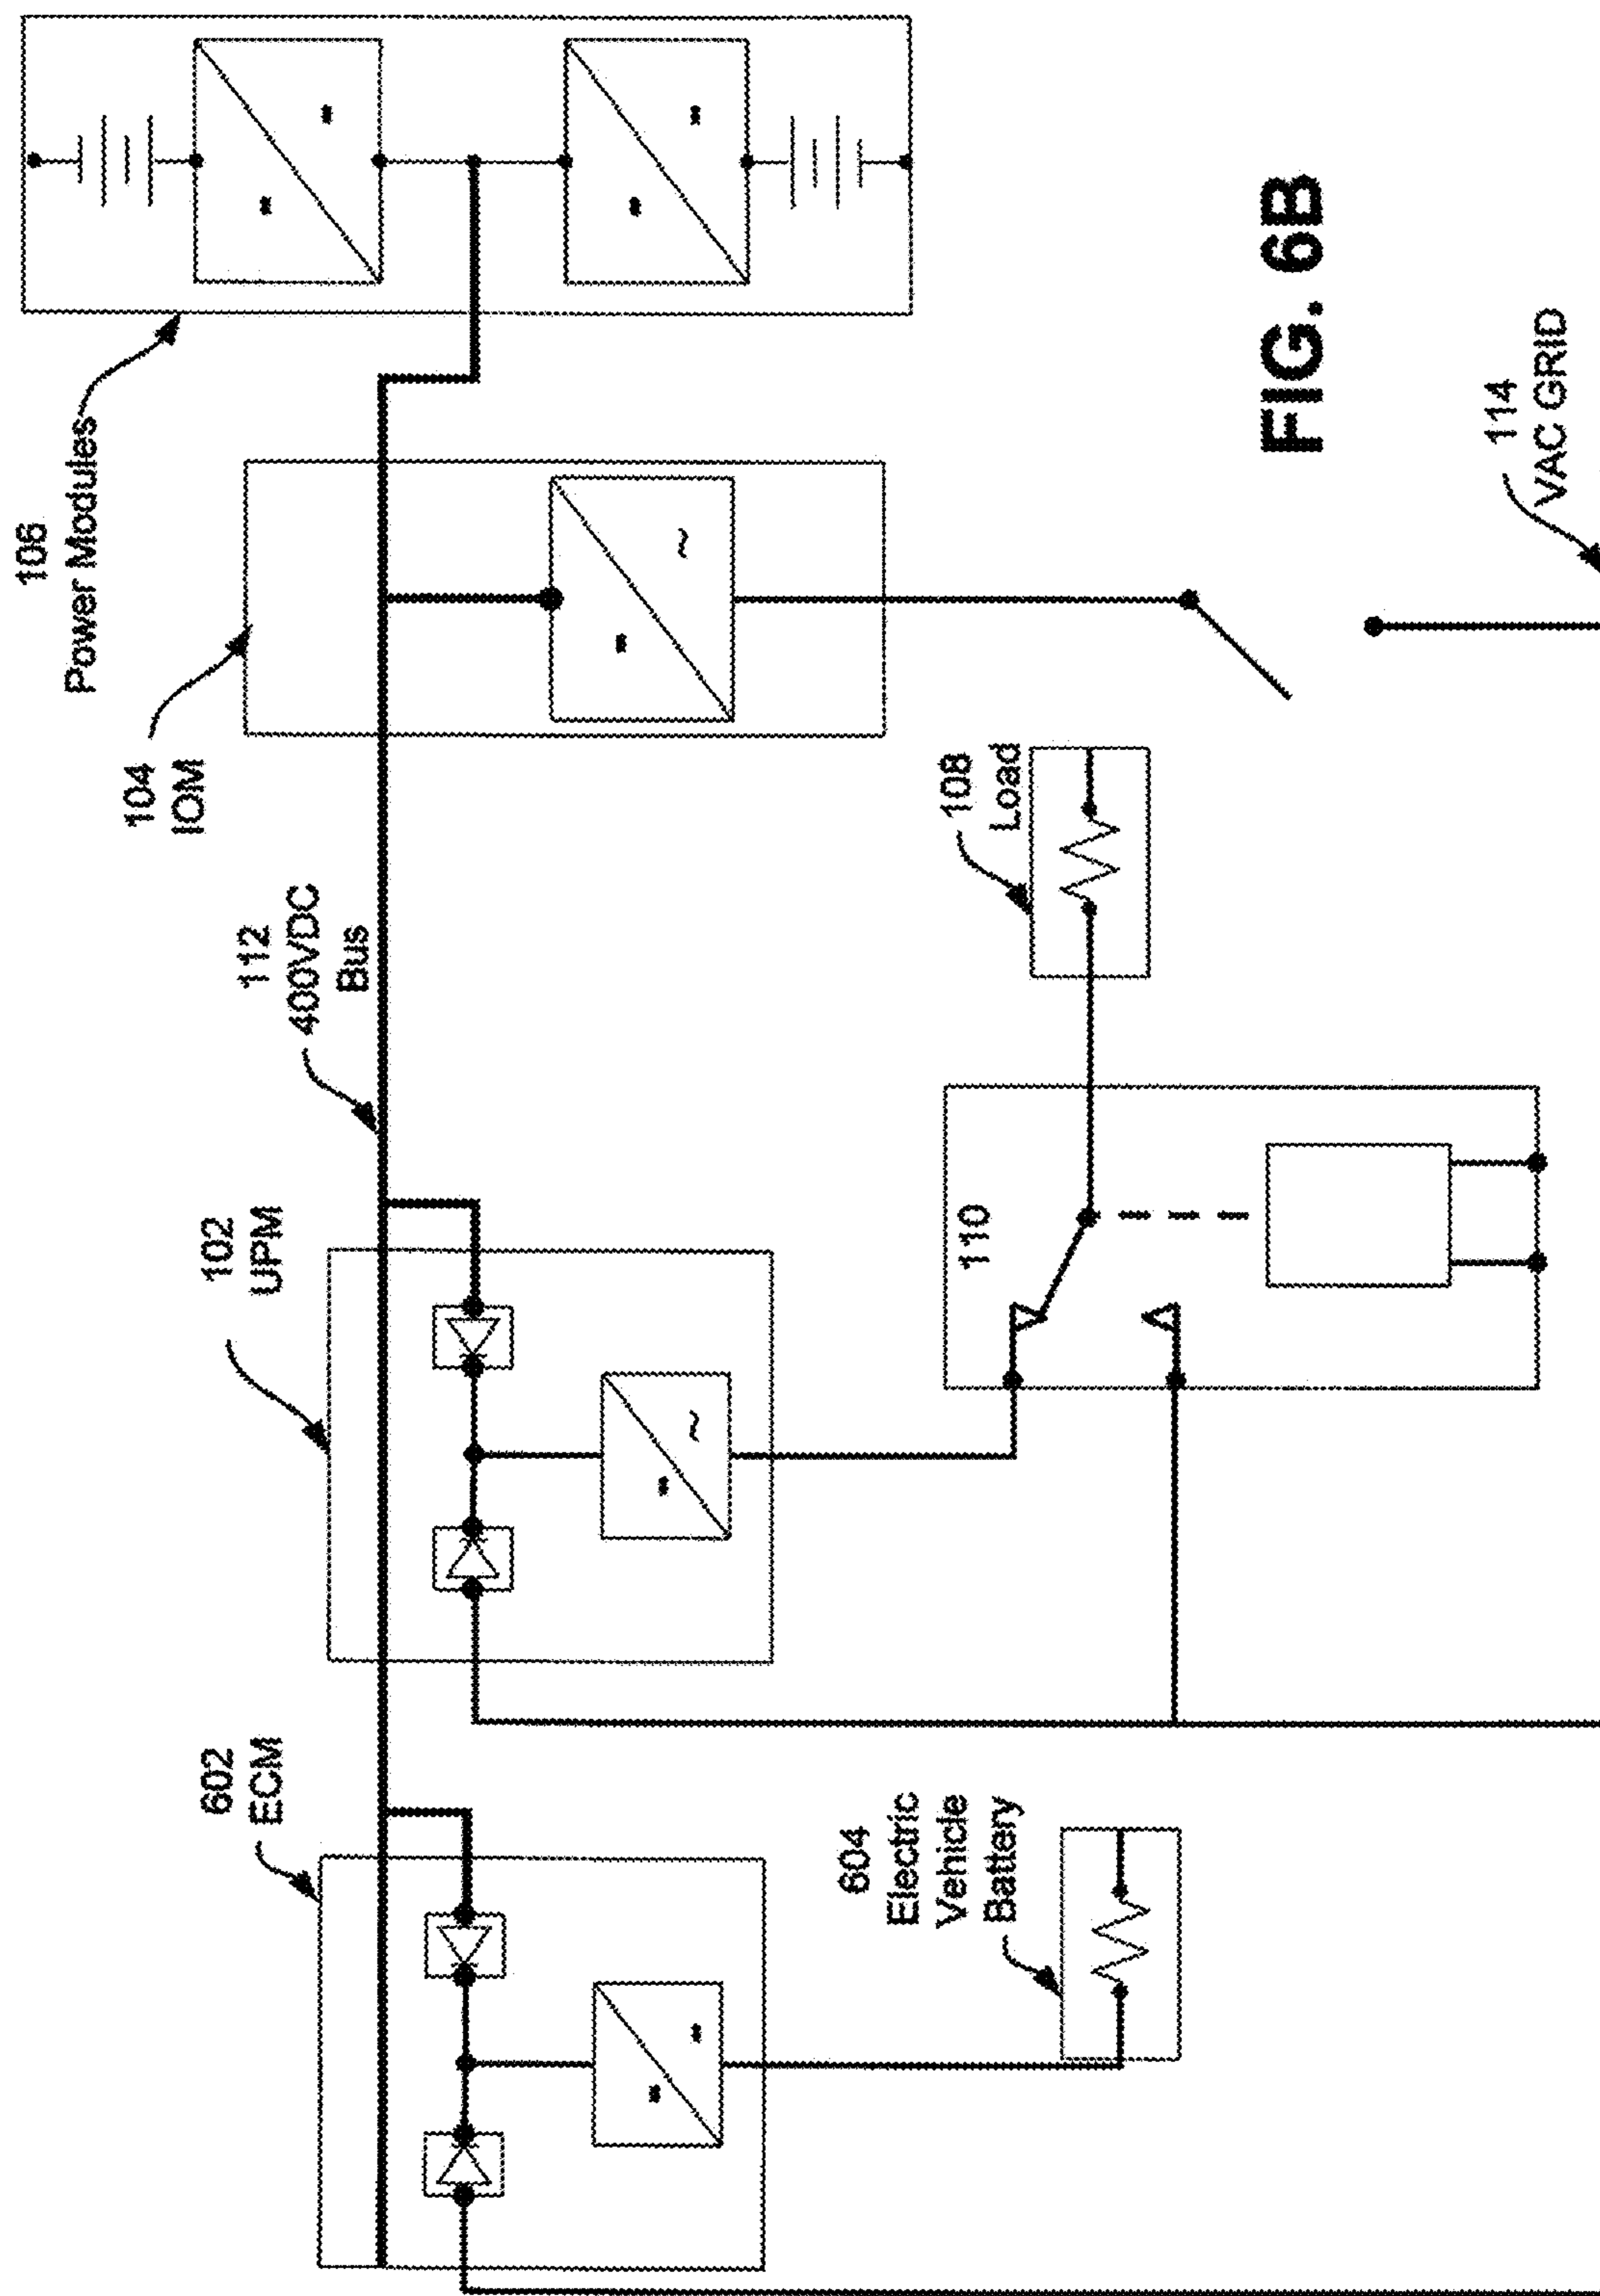 106
Power Modules
104
IOM
112
400VDC
Bus
102
UPM
602
ECM
108
Load
110
604
Electric
Vehicle
Battery
114
VAC GRID
FIG. 6B